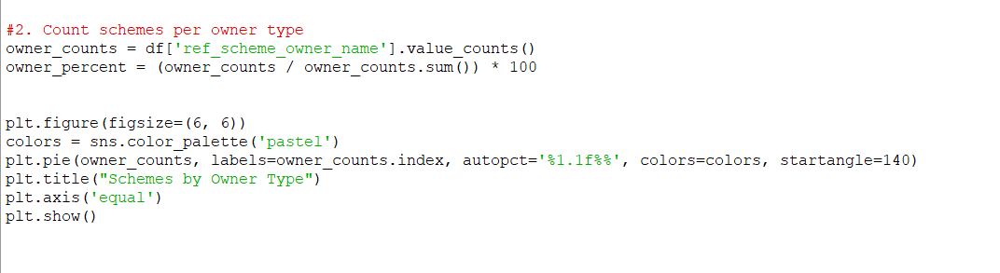 #2. Count schemes per owner type
owner_counts = df['ref_scheme_owner_name'].value_counts()
owner_percent = (owner_counts / owner_counts.sum()) * 100
plt.figure(figsize=(6, 6))
colors = sns.color_palette('pastel')
plt.pie(owner_counts, labels=owner_counts.index, autopct='%1.1f%%', colors=colors, startangle=140)
plt.title("Schemes by Owner Type")
plt.axis('equal')
plt.show()